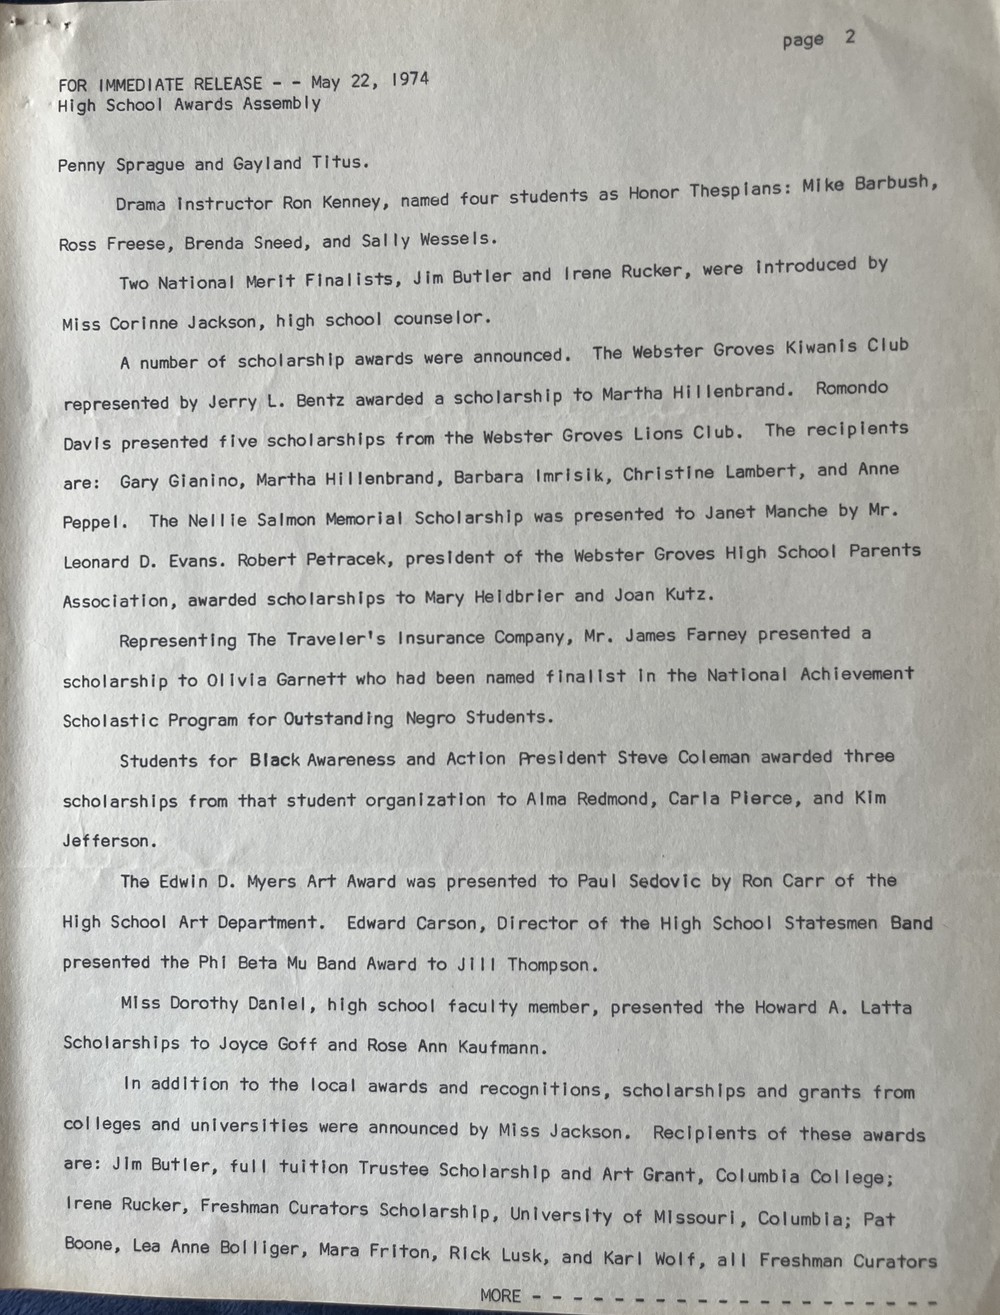 page 2
FOR IMMEDIATE RELEASE - - May 22, 1974
High School Awards Assembly
Penny Sprague and Gayland Titus.
Drama instructor Ron Kenney, named four students as Honor Thespians: Mike Barbush,
Ross Freese, Brenda Sneed, and Sally Wessels.
Two National Merit Finalists, Jim Butler and Irene Rucker, were introduced by
Miss Corinne Jackson, high school counselor.
A number of scholarship awards were announced. The Webster Groves Kiwanis Club
represented by Jerry L. Bentz awarded a scholarship to Martha Hillenbrand. Romondo
Davis presented five scholarships from the Webster Groves Lions Club. The recipients
are: Gary Gianino, Martha Hillenbrand, Barbara Imrisik, Christine Lambert, and Anne
Peppel. The Nellie Salmon Memorial Scholarship was presented to Janet Manche by Mr.
Leonard D. Evans. Robert Petracek, president of the Webster Groves High School Parents
Association, awarded scholarships to Mary Heidbrier and Joan Kutz.
Representing The Traveler's Insurance Company, Mr. James Farney presented a
scholarship to Olivia Garnett who had been named finalist in the National Achievement
Scholastic Program for Outstanding Negro Students.
Students for Black Awareness and Action President Steve Coleman awarded three
scholarships from that student organization to Alma Redmond, Carla Pierce, and Kim
Jefferson.
The Edwin D. Myers Art Award was presented to Paul Sedovic by Ron Carr of the
High School Art Department. Edward Carson, Director of the High School Statesmen Band
presented the Phi Beta Mu Band Award to Jill Thompson.
Miss Dorothy Daniel, high school faculty member, presented the Howard A. Latta
Scholarships to Joyce Goff and Rose Ann Kaufmann.
In addition to the local awards and recognitions, scholarships and grants from
colleges and universities were announced by Miss Jackson. Recipients of these awards
are: Jim Butler, full tuition Trustee Scholarship and Art Grant, Columbia College;
Irene Rucker, Freshman Curators Scholarship, University of Missouri, Columbia; Pat
Boone, Lea Anne Bolliger, Mara Friton, Rick Lusk, and Karl Wolf, all Freshman Curators
MORE - - - - - - - - - - - - - - - - - -